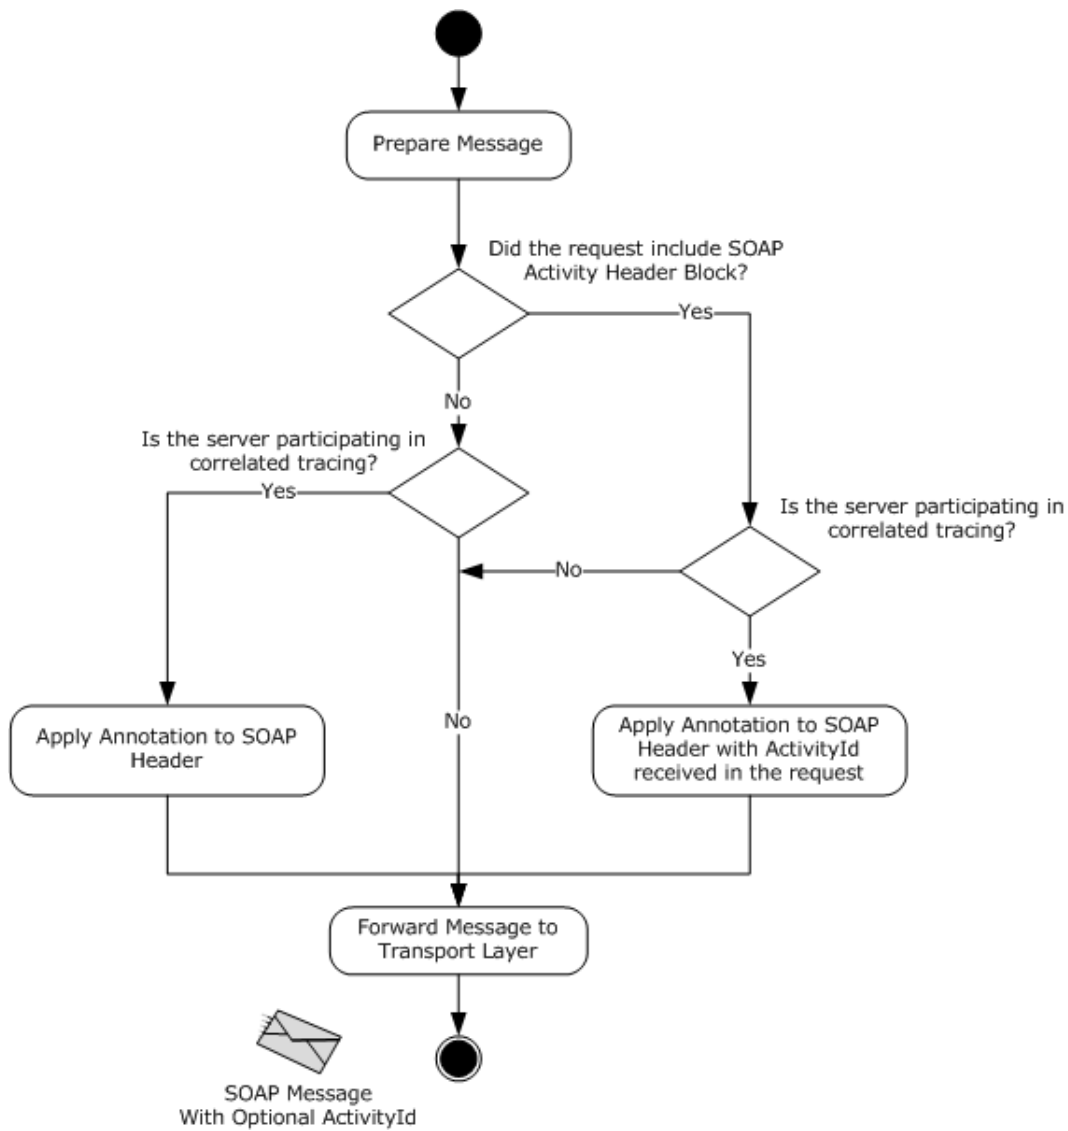 Prepare Message
Did the request include SOAP
Activity Header Block?
Yes
No
Is the server participating in
correlated tracing?
Yes
Is the server participating in
correlated tracing?
No
Yes
No
Apply Annotation to SOAP
Header
Apply Annotation to SOAP
Header with ActivityId
received in the request
Forward Message to
Transport Layer
SOAP Message
With Optional ActivityId